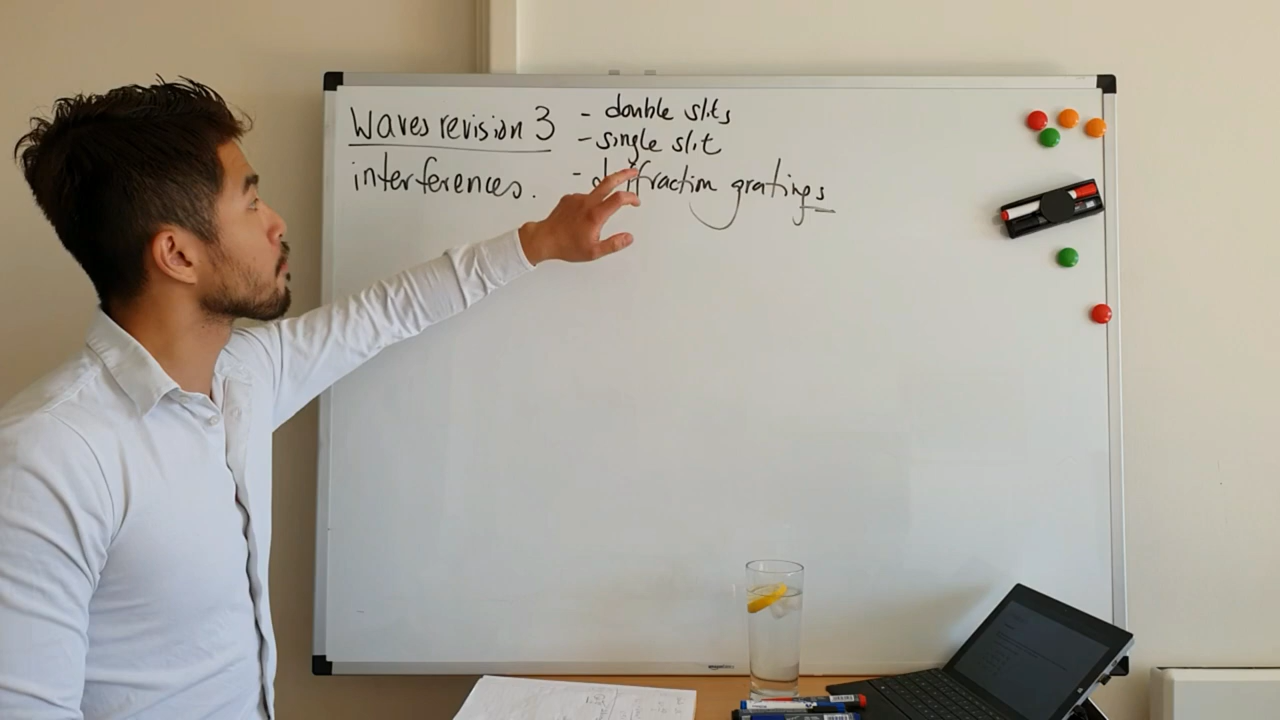 Waves revision 3
interferences.
- double slits
- single slit
- diffraction gratings